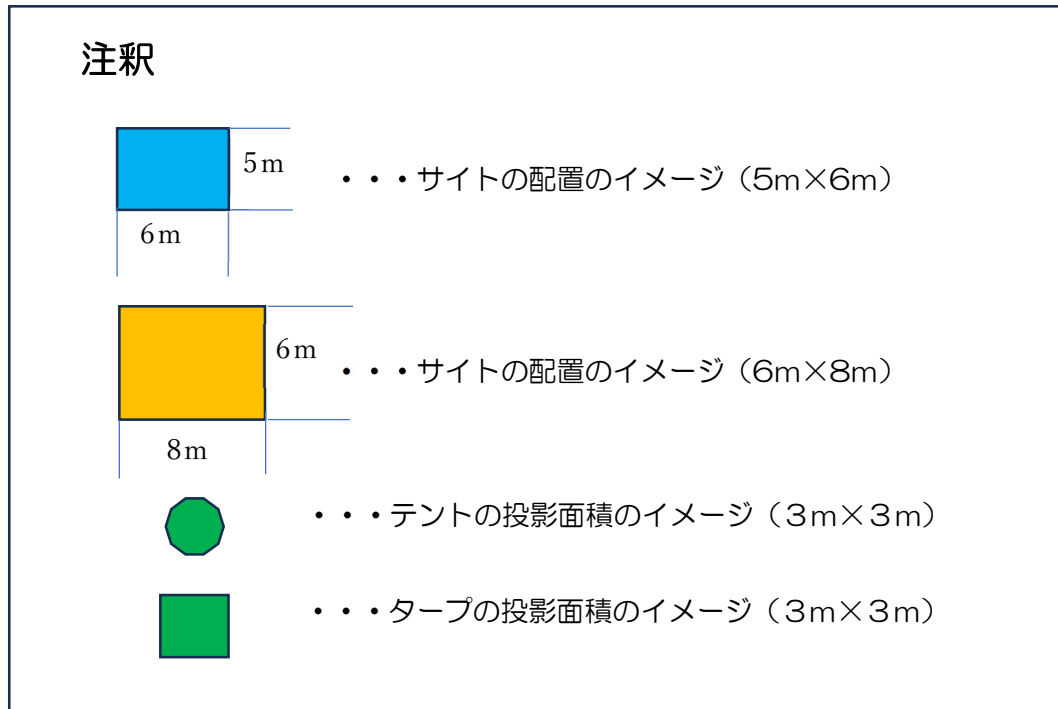 注釈
5m
・・・サイトの配置のイメージ（5m×6m）
6m
6m
・・・サイトの配置のイメージ（6m×8m）
8m
・・・テントの投影面積のイメージ（３ｍ×３ｍ）
・・・タープの投影面積のイメージ（３ｍ×３ｍ）